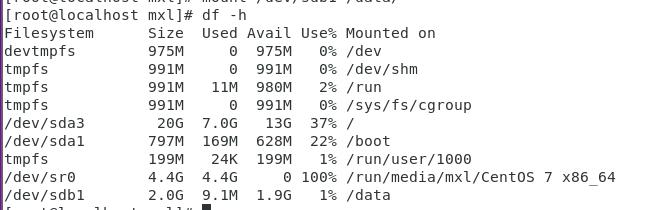 [root@localhost mxl]# mount /dev/sdb1 /data/
[root@localhost mxl]# df -h
Filesystem      Size  Used Avail Use% Mounted on
devtmpfs        975M     0  975M   0% /dev
tmpfs           991M     0  991M   0% /dev/shm
tmpfs           991M   11M  980M   2% /run
tmpfs           991M     0  991M   0% /sys/fs/cgroup
/dev/sda3        20G  7.0G   13G  37% /
/dev/sda1       797M  169M  628M  22% /boot
tmpfs           199M   24K  199M   1% /run/user/1000
/dev/sr0        4.4G  4.4G     0 100% /run/media/mxl/CentOS 7 x86_64
/dev/sdb1       2.0G  9.1M  1.9G   1% /data
[root@localhost mxl]#